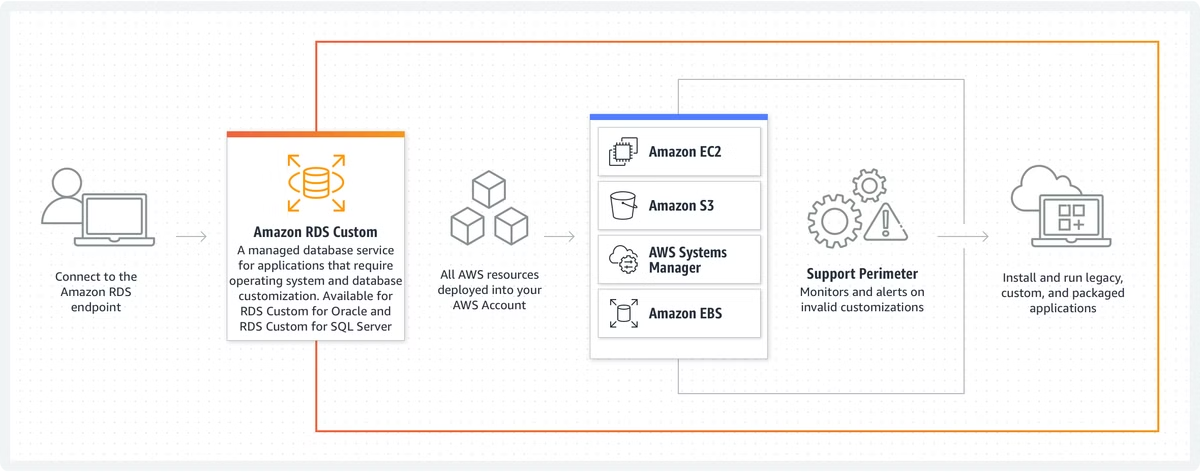 Connect to the
Amazon RDS
endpoint
Amazon RDS Custom
A managed database service
for applications that require
operating system and database
customization. Available for
RDS Custom for Oracle and
RDS Custom for SQL Server
All AWS resources
deployed into your
AWS Account
Amazon EC2
Amazon S3
AWS Systems
Manager
Amazon EBS
Support Perimeter
Monitors and alerts on
invalid customizations
Install and run legacy,
custom, and packaged
applications